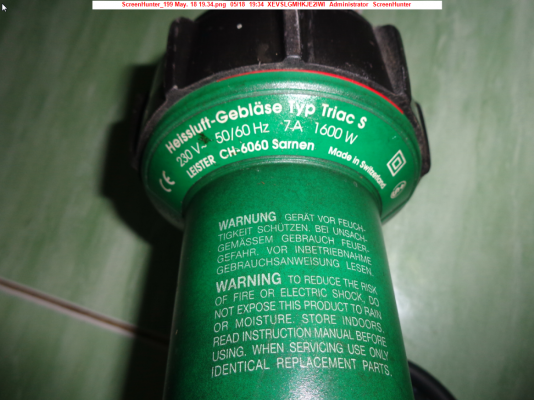 ScreenHunter_199 May. 18 19.34.png 05/18 19:34 XEVSLGMHKJE2IWI Administrator ScreenHunter
Heissluft-Gebläse Typ Triac S
230 V~ 50/60 Hz 7A 1600 W
LEISTER CH-6060 Sarnen Made in Switzerland
CE
WARNUNG GERÄT VOR FEUCH-
TIGKEIT SCHÜTZEN. BEI UNSACH-
GEMÄSSEM GEBRAUCH FEUER-
GEFAHR. VOR INBETRIEBNAHME
GEBRAUCHSANWEISUNG LESEN.
WARNING TO REDUCE THE RISK
OF FIRE OR ELECTRIC SHOCK, DO
NOT EXPOSE THIS PRODUCT TO RAIN
OR MOISTURE. STORE INDOORS.
READ INSTRUCTION MANUAL BEFORE
USING. WHEN SERVICING USE ONLY
IDENTICAL REPLACEMENT PARTS.